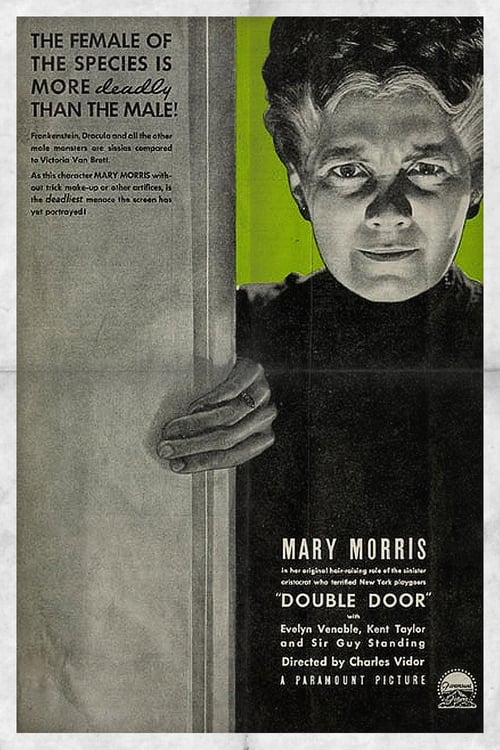 THE FEMALE OF
THE SPECIES IS
MORE deadly
THAN THE MALE!
Frankenstein, Dracula and all the other
male monsters are sissies compared
to Victoria Van Brett.
As this character MARY MORRIS with-
out trick make-up or other artifices, is
the deadliest menace the screen has
yet portrayed!
MARY MORRIS
in her original hair-raising role of the sinister
aristocrat who terrified New York playgoers
"DOUBLE DOOR"
with
Evelyn Venable, Kent Taylor
and Sir Guy Standing
Directed by Charles Vidor
A PARAMOUNT PICTURE
Paramount
Pictures